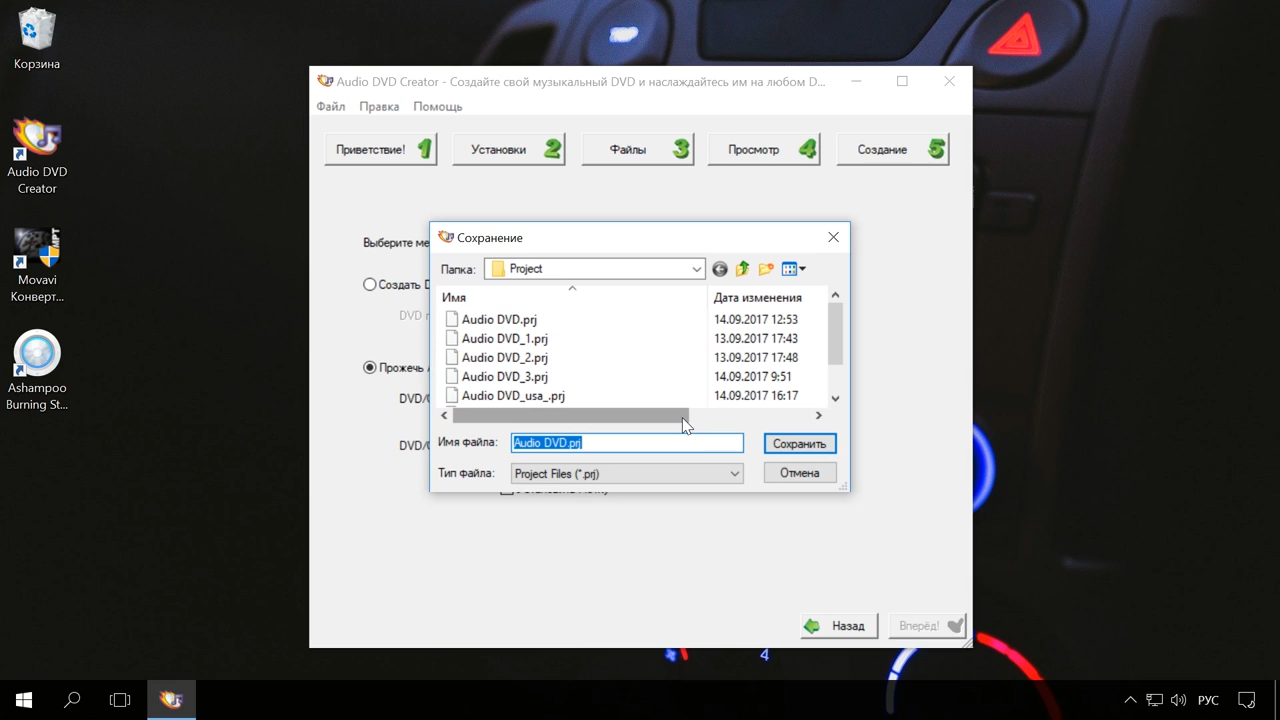 Корзина
Audio DVD
Creator
Movavi
Конверт...
Ashampoo
Burning St...
Audio DVD Creator - Создайте свой музыкальный DVD и наслаждайтесь им на любом D...
Файл Правка Помощь
Приветствие! 1 Установки 2 Файлы 3 Просмотр 4 Создание 5
Выберите ме
Создать D
DVD
Прожечь
DVD/
DVD/
Сохранение
Папка: Project
Имя Дата изменения
Audio DVD.prj 14.09.2017 12:53
Audio DVD_1.prj 13.09.2017 17:43
Audio DVD_2.prj 13.09.2017 17:48
Audio DVD_3.prj 14.09.2017 9:51
Audio DVD_usa_.prj 14.09.2017 16:17
Имя файла: Audio DVD.prj Сохранить
Тип файла: Project Files (*.prj) Отмена
Назад Вперёд!
4
РУС